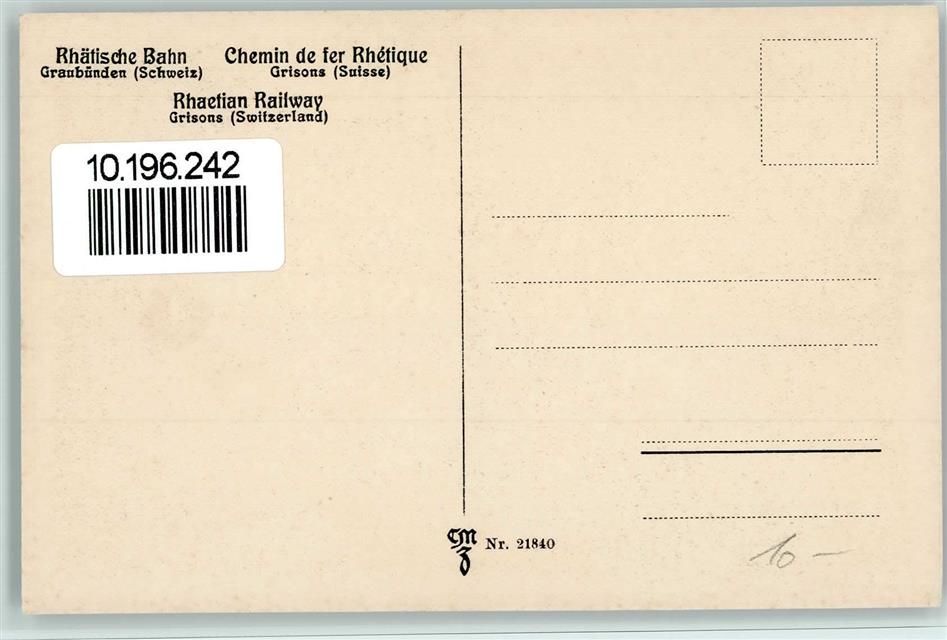 Rhätische Bahn
Graubünden (Schweiz)
Chemin de fer Rhétique
Grisons (Suisse)
Rhaetian Railway
Grisons (Switzerland)
10.196.242
CMZ
Nr. 21840
10 –